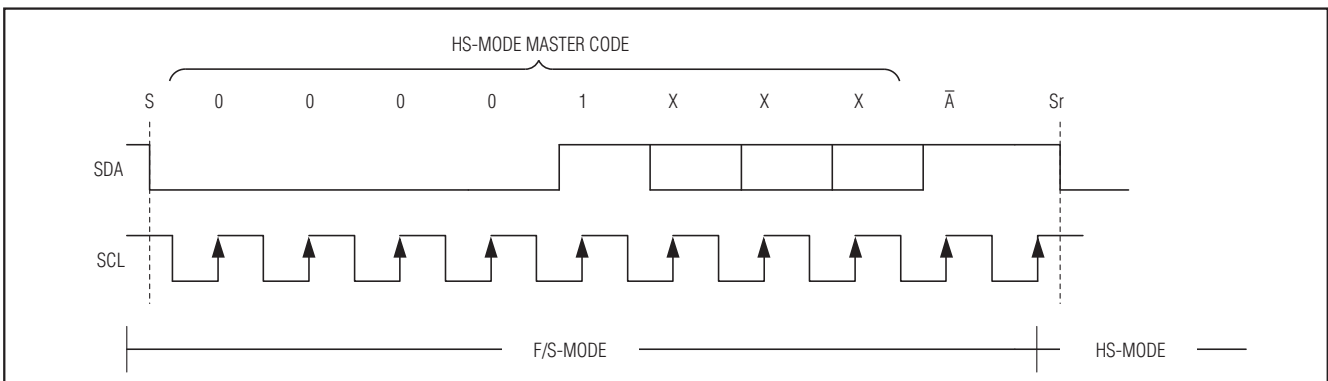 HS-MODE MASTER CODE
S 0 0 0 0 1 X X X A̅ Sr
SDA
SCL
F/S-MODE HS-MODE